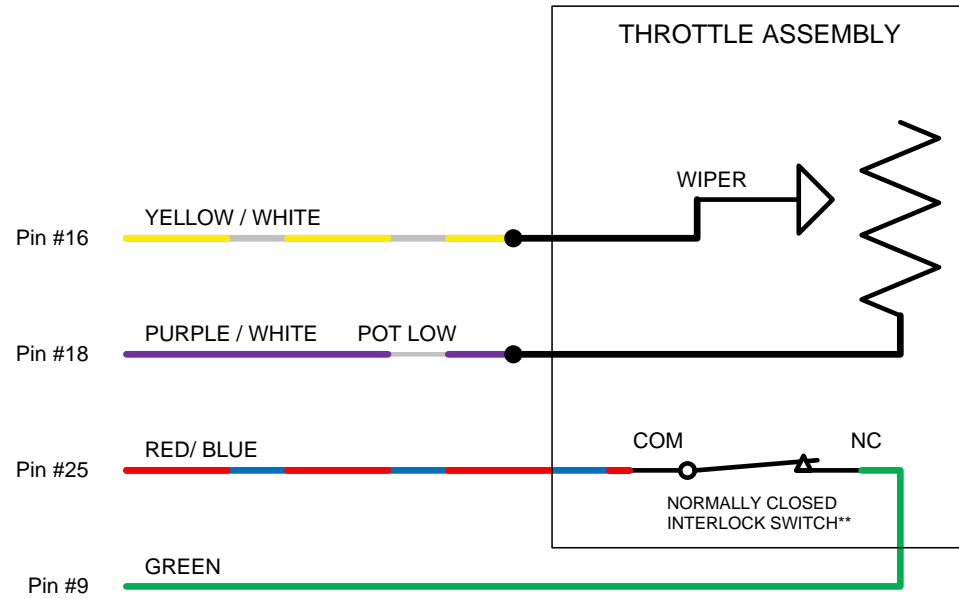 THROTTLE ASSEMBLY
WIPER
YELLOW / WHITE
Pin #16
PURPLE / WHITE POT LOW
Pin #18
RED/ BLUE COM NC
Pin #25
NORMALLY CLOSED
INTERLOCK SWITCH**
GREEN
Pin #9